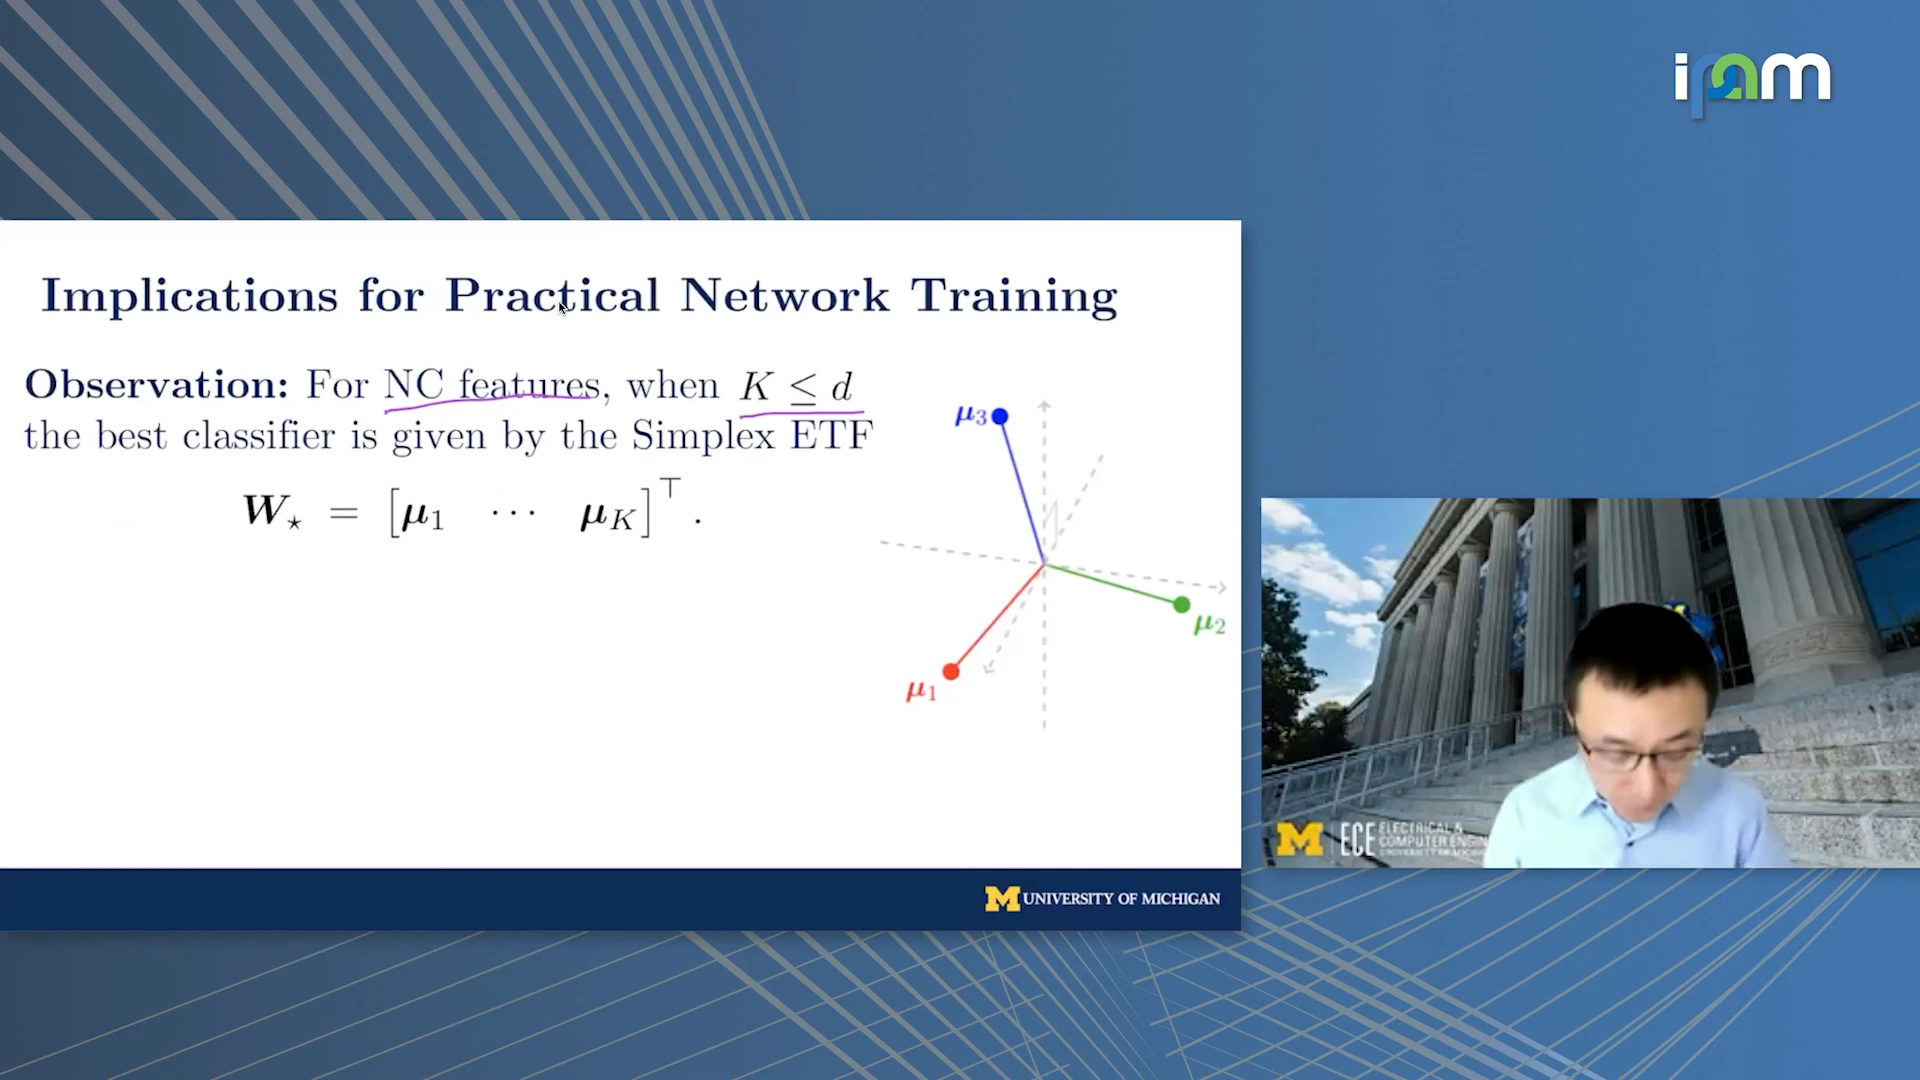 ipam
Implications for Practical Network Training
Observation: For NC features, when K ≤ d
the best classifier is given by the Simplex ETF
W⋆ = [μ1 ··· μK]⊤ .
μ3
μ2
μ1
M UNIVERSITY OF MICHIGAN
M ECE ELECTRICAL &
COMPUTER ENGIN